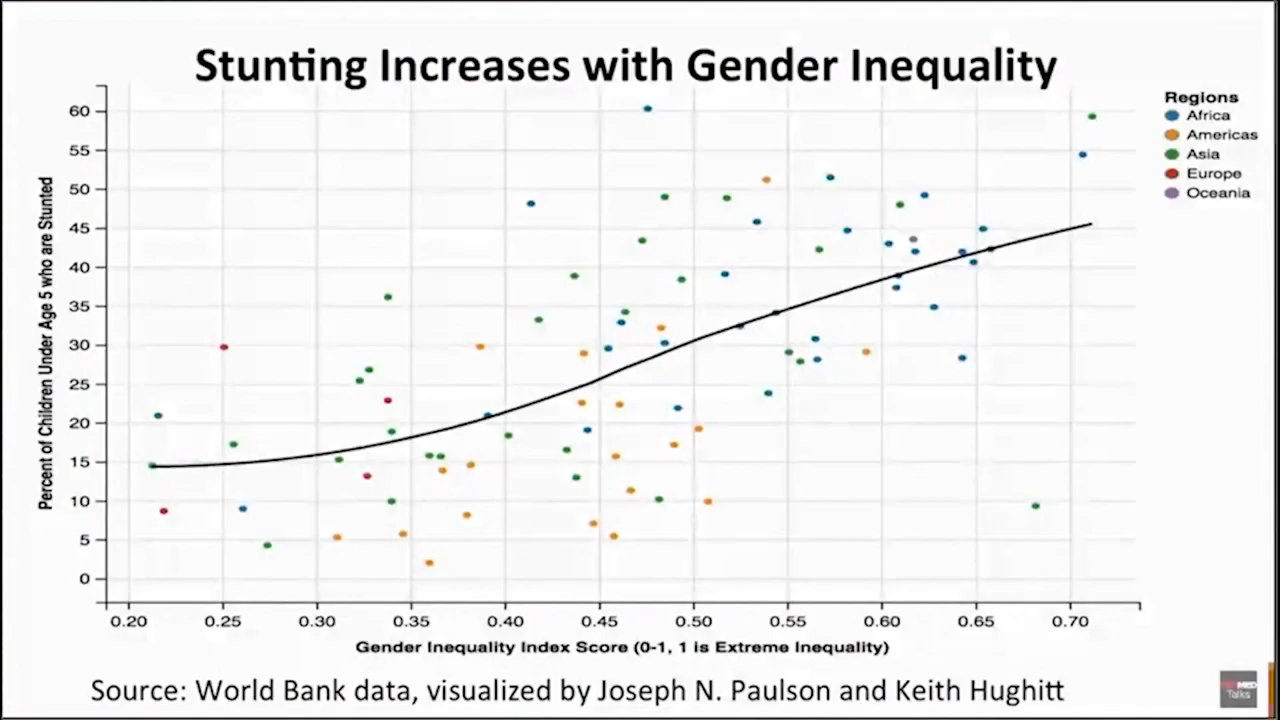 Stunting Increases with Gender Inequality
Regions
Africa
Americas
Asia
Europe
Oceania
Percent of Children Under Age 5 who are Stunted
60
55
50
45
40
35
30
25
20
15
10
5
0
0.20 0.25 0.30 0.35 0.40 0.45 0.50 0.55 0.60 0.65 0.70
Gender Inequality Index Score (0-1, 1 is Extreme Inequality)
Source: World Bank data, visualized by Joseph N. Paulson and Keith Hughitt
Talks